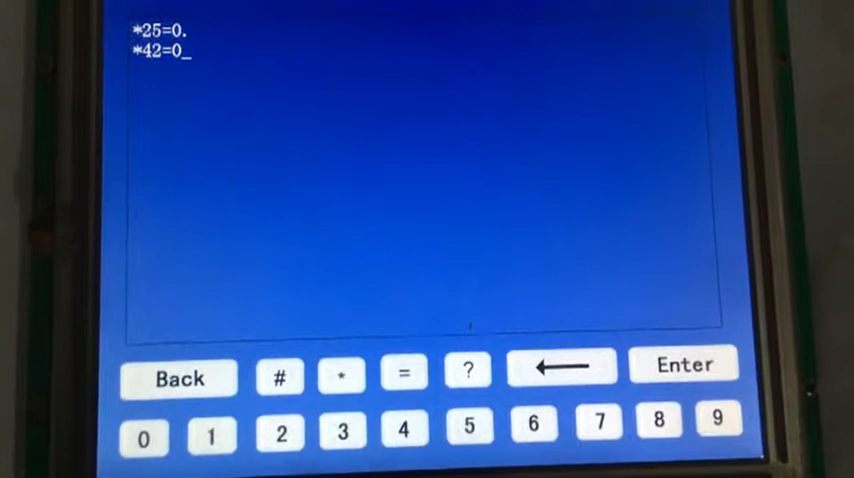 *25=0.
*42=0_
Back # * = ? ← Enter
0 1 2 3 4 5 6 7 8 9